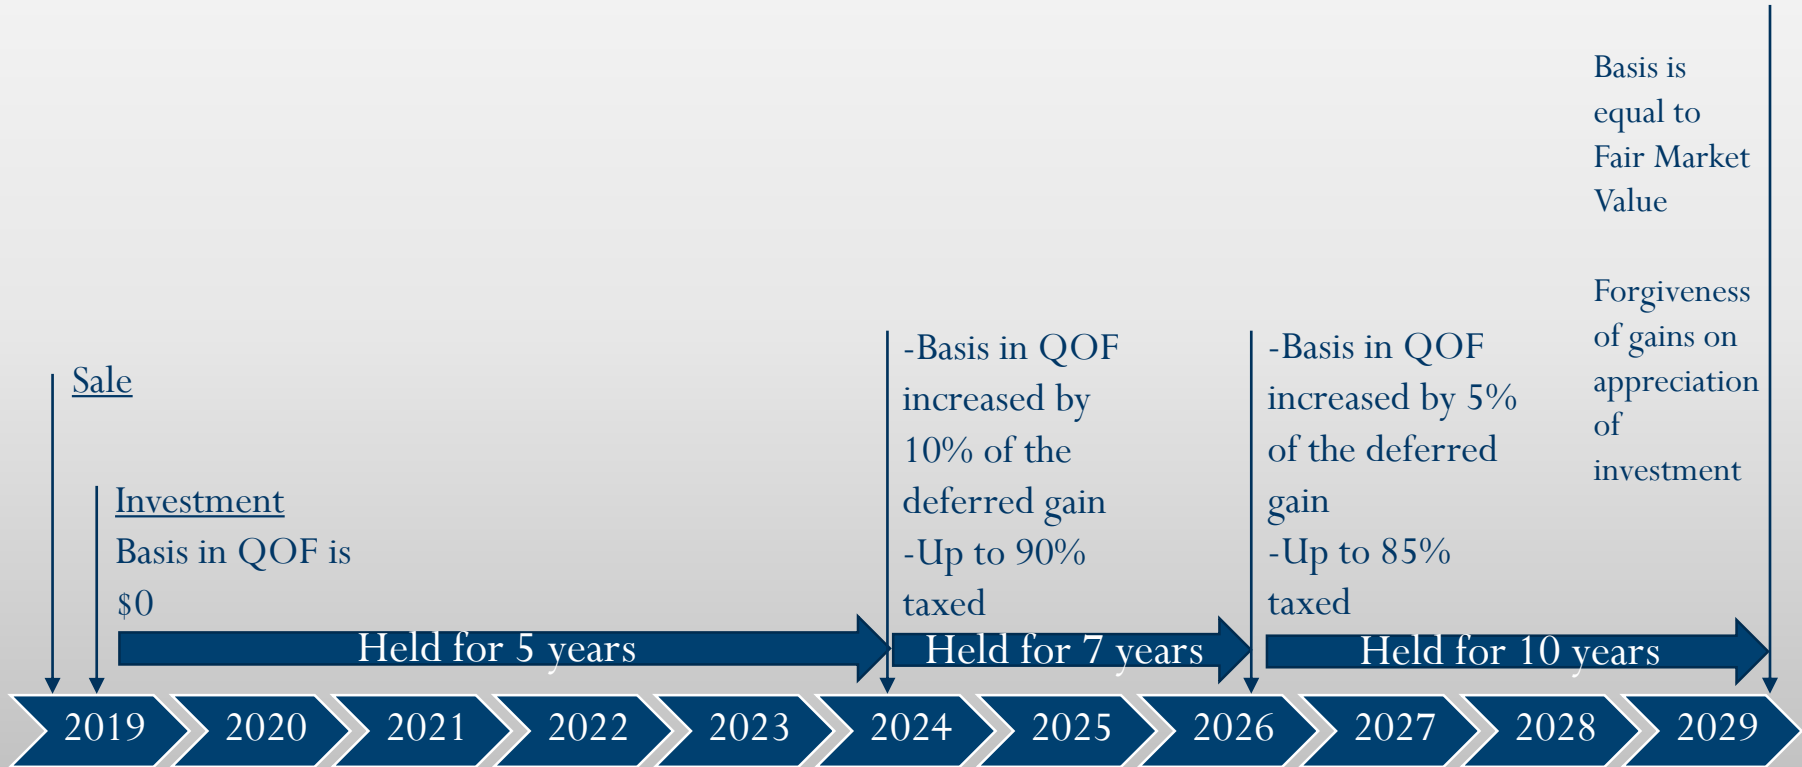 Sale
Investment
Basis in QOF is
$0
-Basis in QOF
increased by
10% of the
deferred gain
-Up to 90%
taxed
-Basis in QOF
increased by 5%
of the deferred
gain
-Up to 85%
taxed
Basis is
equal to
Fair Market
Value
Forgiveness
of gains on
appreciation
of
investment
Held for 5 years
Held for 7 years
Held for 10 years
2019
2020
2021
2022
2023
2024
2025
2026
2027
2028
2029